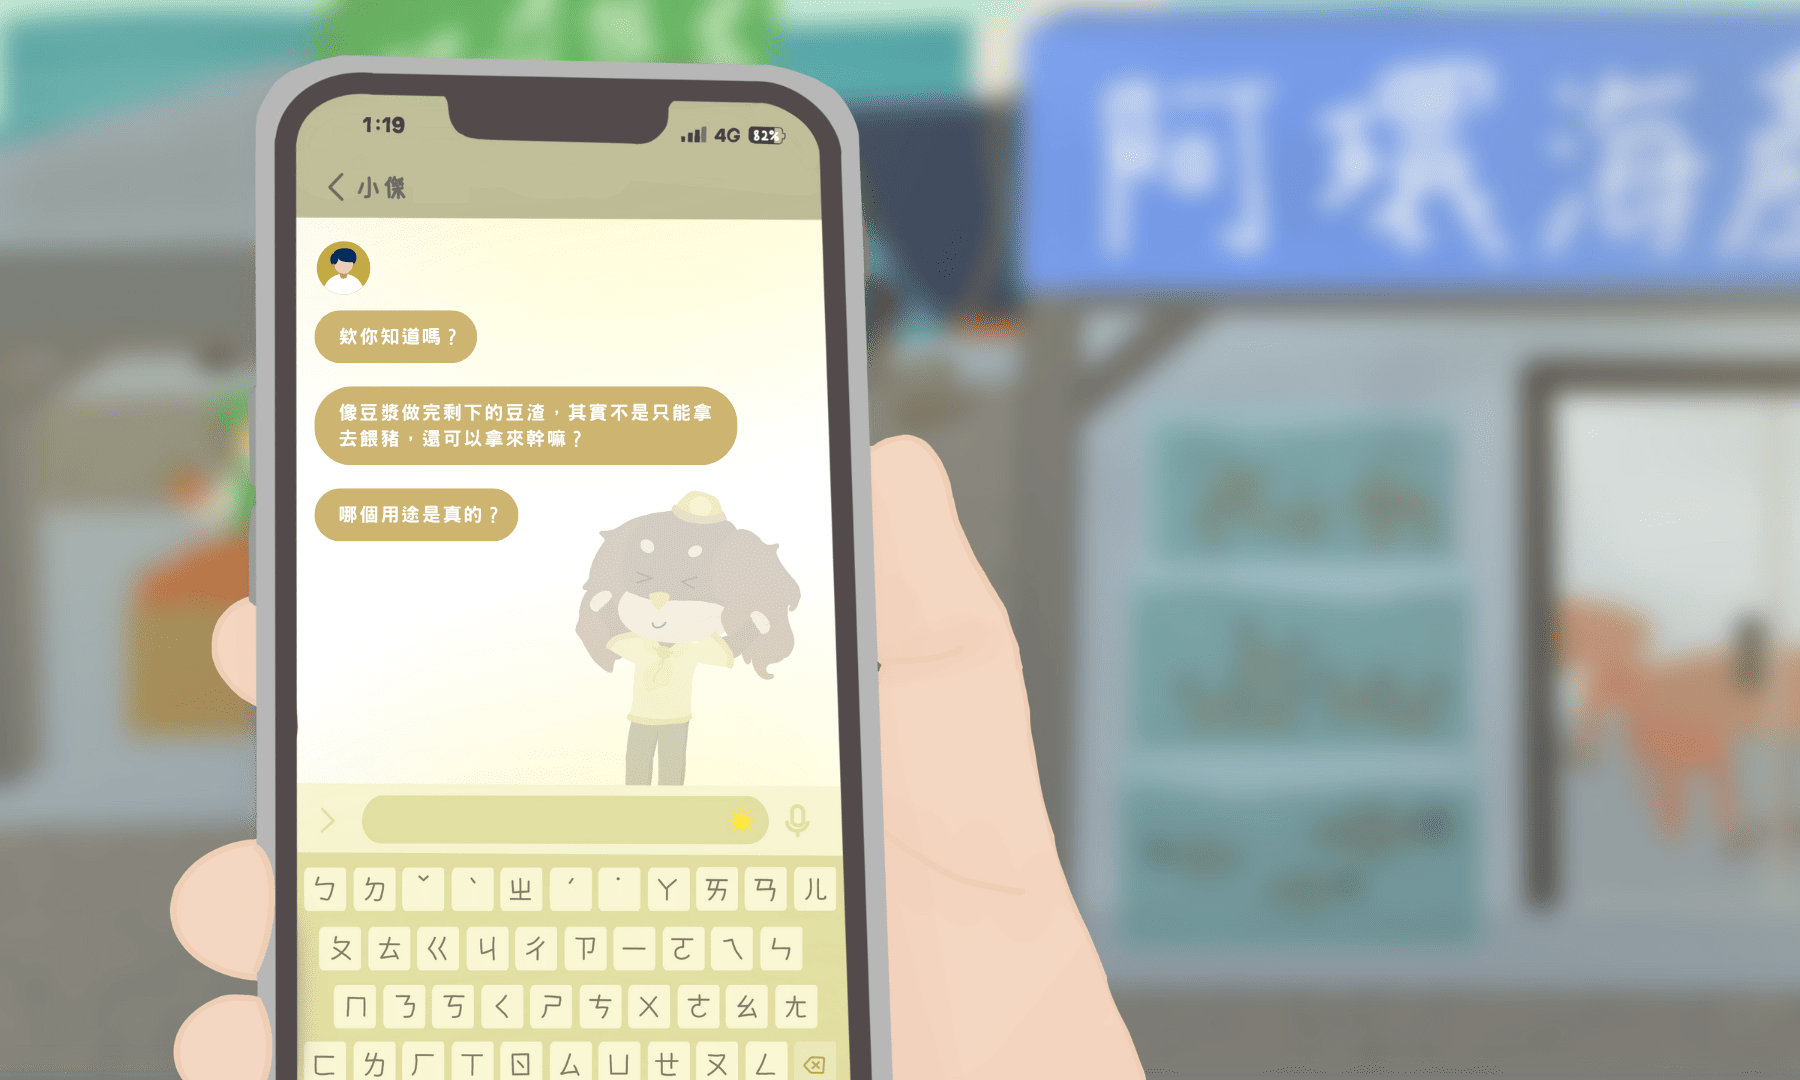 1:19
4G 82%
小傑
欸你知道嗎？
像豆漿做完剩下的豆渣，其實不是只能拿
去餵豬，還可以拿來幹嘛？
哪個用途是真的？
ㄅ ㄉ ˇ ˋ ㄓ ˊ ˙ ㄚ ㄞ ㄢ ㄦ
ㄆ ㄊ ㄍ ㄐ ㄔ ㄗ ㄧ ㄛ ㄟ ㄣ
ㄇ ㄋ ㄎ ㄑ ㄕ ㄘ ㄨ ㄜ ㄠ ㄤ
ㄈ ㄌ ㄏ ㄒ ㄖ ㄙ ㄩ ㄝ ㄡ ㄥ
阿 海產